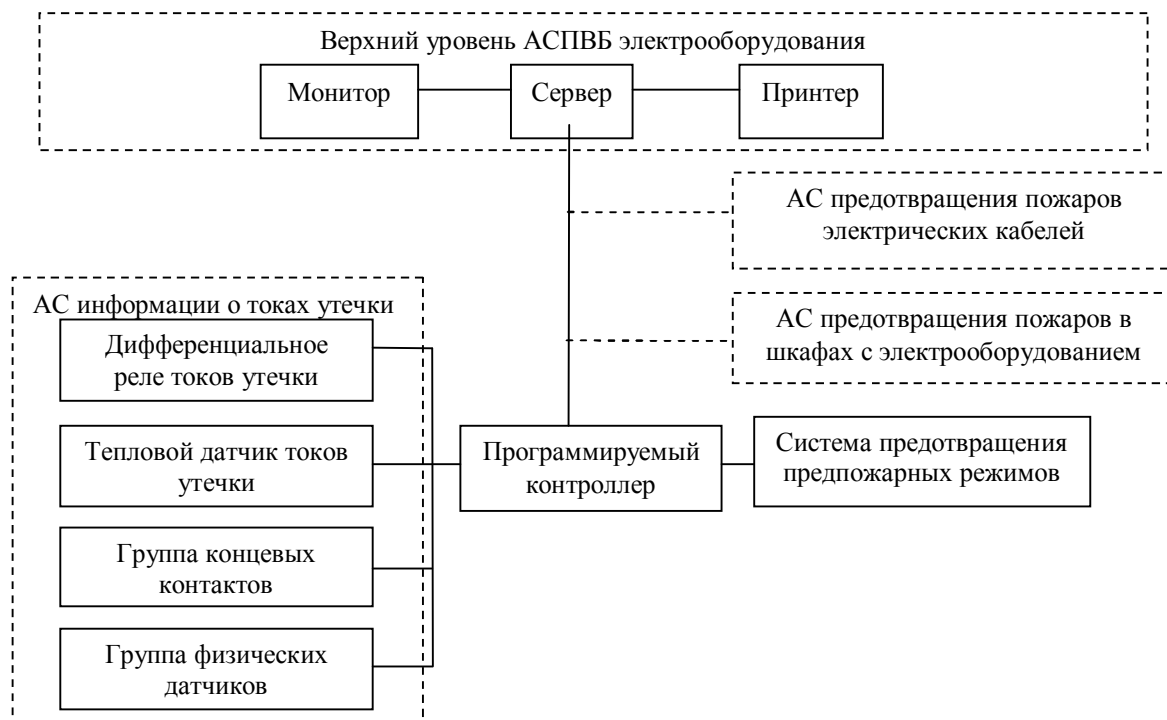 Верхний уровень АСПВБ электрооборудования
Монитор
Сервер
Принтер
АС предотвращения пожаров
электрических кабелей
АС информации о токах утечки
АС предотвращения пожаров в
шкафах с электрооборудованием
Дифференциальное
реле токов утечки
Тепловой датчик токов
утечки
Программируемый
контроллер
Система предотвращения
предпожарных режимов
Группа концевых
контактов
Группа физических
датчиков